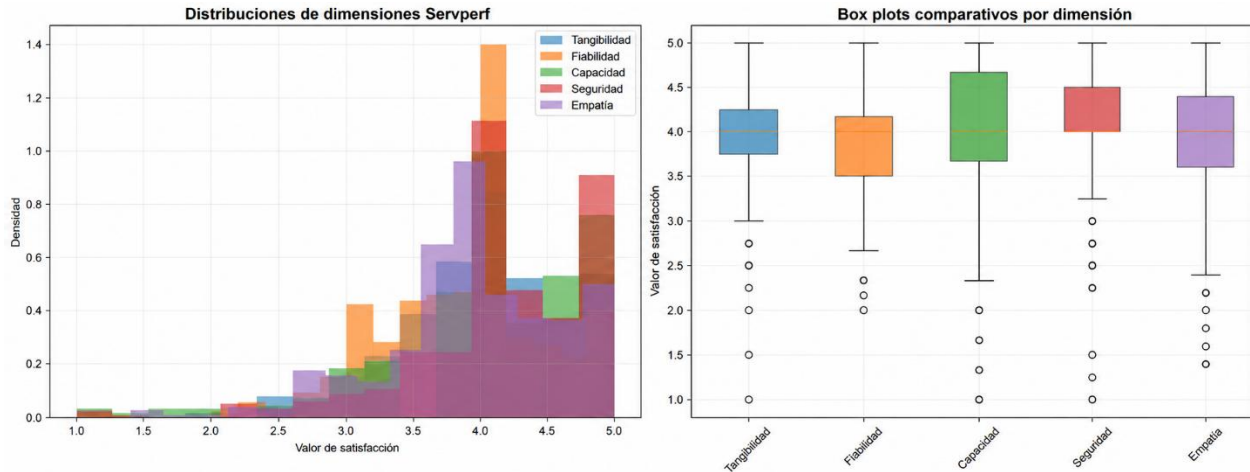 Distribuciones de dimensiones Servperf
Densidad
1.4
1.2
1.0
0.8
0.6
0.4
0.2
0.0
Tangibilidad
Fiabilidad
Capacidad
Seguridad
Empatía
1.0 1.5 2.0 2.5 3.0 3.5 4.0 4.5 5.0
Valor de satisfacción
Box plots comparativos por dimensión
Valor de satisfacción
5.0
4.5
4.0
3.5
3.0
2.5
2.0
1.5
1.0
Tangibilidad
Fiabilidad
Capacidad
Seguridad
Empatía